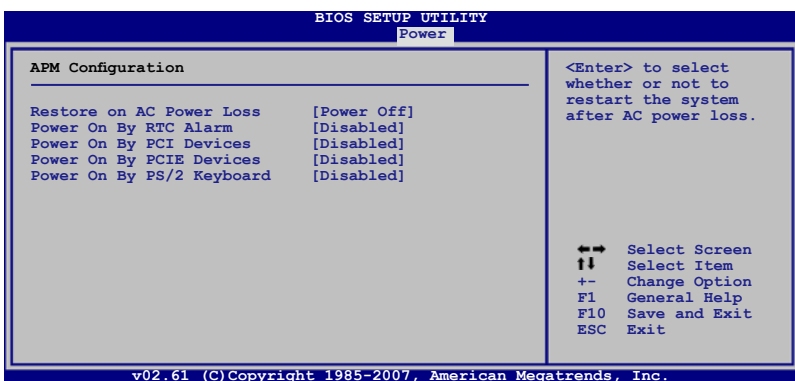 BIOS SETUP UTILITY
Power
APM Configuration
Restore on AC Power Loss [Power Off]
Power On By RTC Alarm [Disabled]
Power On By PCI Devices [Disabled]
Power On By PCIE Devices [Disabled]
Power On By PS/2 Keyboard [Disabled]
<Enter> to select
whether or not to
restart the system
after AC power loss.
←→ Select Screen
↑↓ Select Item
+- Change Option
F1 General Help
F10 Save and Exit
ESC Exit
v02.61 (C)Copyright 1985-2007, American Megatrends, Inc.